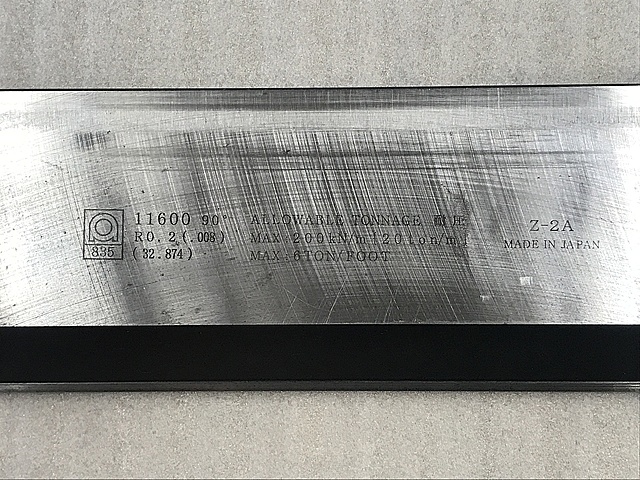 11600 90°
R0.2(.008)
835 (32.874)
ALLOWABLE TONNAGE 耐圧
MAX 200kN/m{20ton/m}
MAX 6TON/FOOT
Z-2A
MADE IN JAPAN